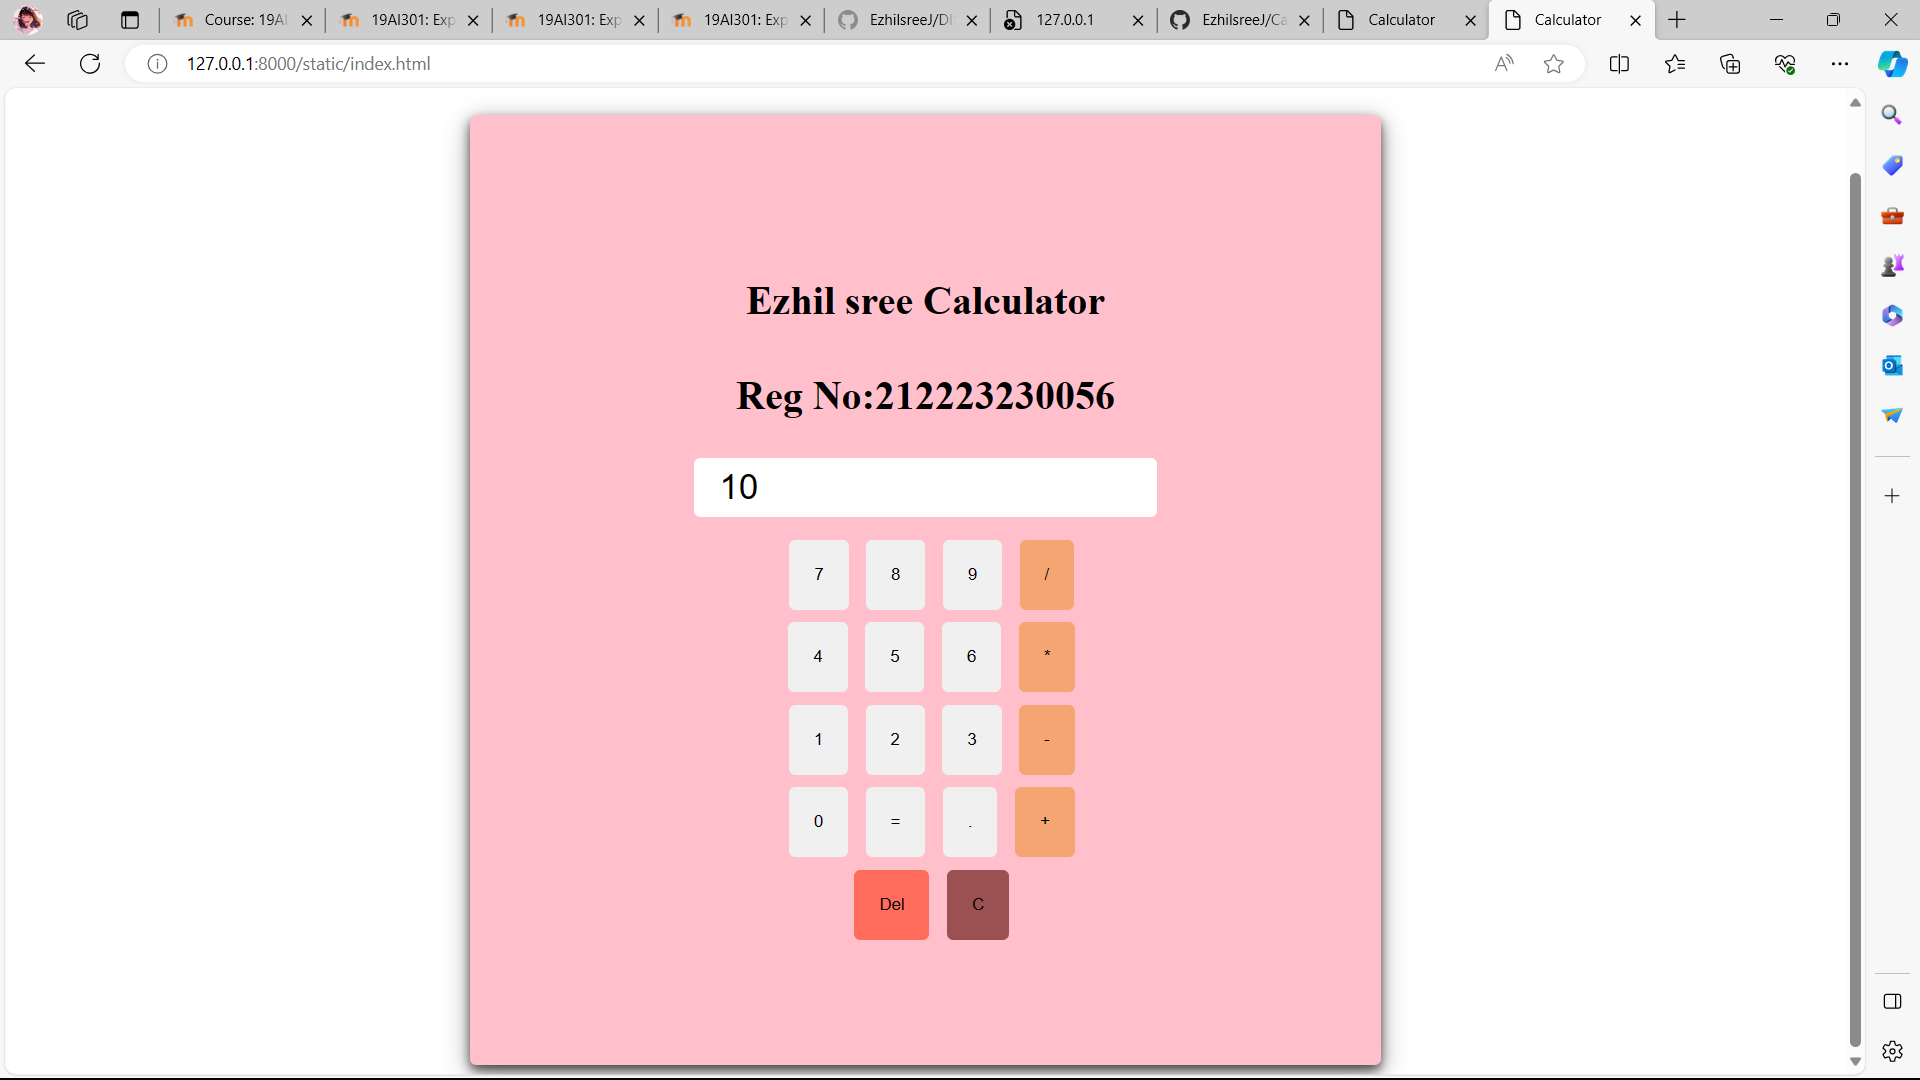 Course: 19AI
19AI301: Exp
19AI301: Exp
19AI301: Exp
EzhilsreeJ/DI
127.0.0.1
EzhilsreeJ/Ca
Calculator
Calculator
127.0.0.1:8000/static/index.html
Ezhil sree Calculator
Reg No:212223230056
10
7 8 9 /
4 5 6 *
1 2 3 -
0 = . +
Del C